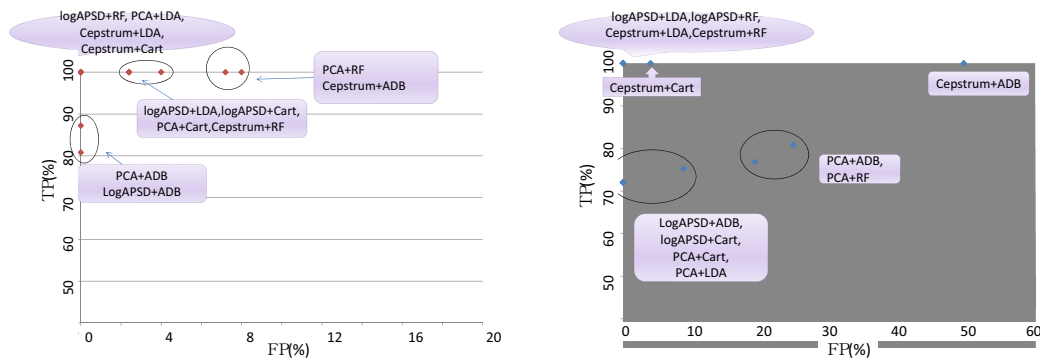 logAPSD+RF, PCA+LDA,
Cepstrum+LDA,
Cepstrum+Cart
100
90
80
70
60
50
TP(%)
PCA+RF
Cepstrum+ADB
logAPSD+LDA,logAPSD+Cart,
PCA+Cart,Cepstrum+RF
PCA+ADB
LogAPSD+ADB
0 4 8 12 16 20
FP(%)
logAPSD+LDA,logAPSD+RF,
Cepstrum+LDA,Cepstrum+RF
100
90
80
70
60
50
TP(%)
Cepstrum+Cart
Cepstrum+ADB
PCA+ADB,
PCA+RF
LogAPSD+ADB,
logAPSD+Cart,
PCA+Cart,
PCA+LDA
0 10 20 30 40 50 60
FP(%)